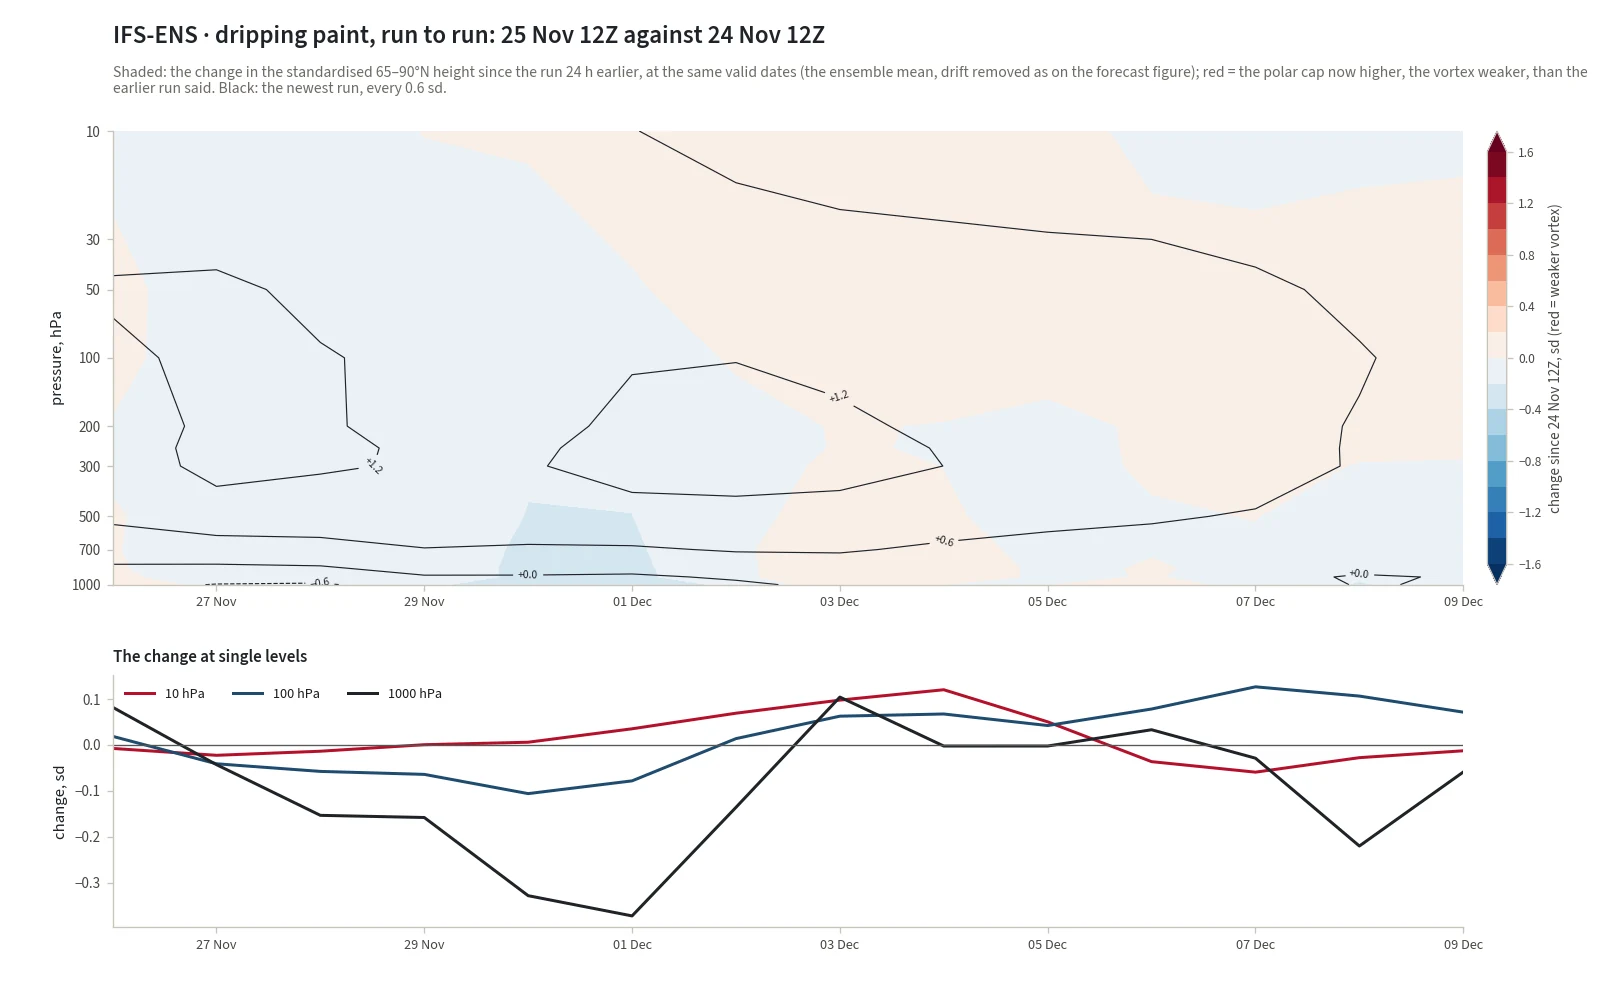 IFS-ENS · dripping paint, run to run: 25 Nov 12Z against 24 Nov 12Z
Shaded: the change in the standardised 65–90°N height since the run 24 h earlier, at the same valid dates (the ensemble mean, drift removed as on the forecast figure); red = the polar cap now higher, the vortex weaker, than the
earlier run said. Black: the newest run, every 0.6 sd.
pressure, hPa
10
30
50
100
200
300
500
700
1000
+1.2
+1.2
+0.6
+0.0
+0.0
−0.6
27 Nov
29 Nov
01 Dec
03 Dec
05 Dec
07 Dec
09 Dec
1.6
1.2
0.8
0.4
0.0
−0.4
−0.8
−1.2
−1.6
change since 24 Nov 12Z, sd (red = weaker vortex)
The change at single levels
10 hPa
100 hPa
1000 hPa
change, sd
0.1
0.0
−0.1
−0.2
−0.3
27 Nov
29 Nov
01 Dec
03 Dec
05 Dec
07 Dec
09 Dec